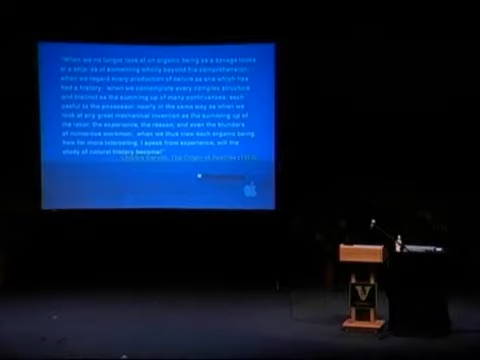 "When we no longer look at an organic being as a savage looks
at a ship, as at something wholly beyond his comprehension;
when we regard every production of nature as one which has
had a history; when we contemplate every complex structure
and instinct as the summing up of many contrivances, each
useful to the possessor, nearly in the same way as when we
look at any great mechanical invention as the summing up of
the labor, the experience, the reason, and even the blunders
of numerous workmen; when we thus view each organic being,
how far more interesting, I speak from experience, will the
study of natural history become!"
Charles Darwin, The Origin of Species
V